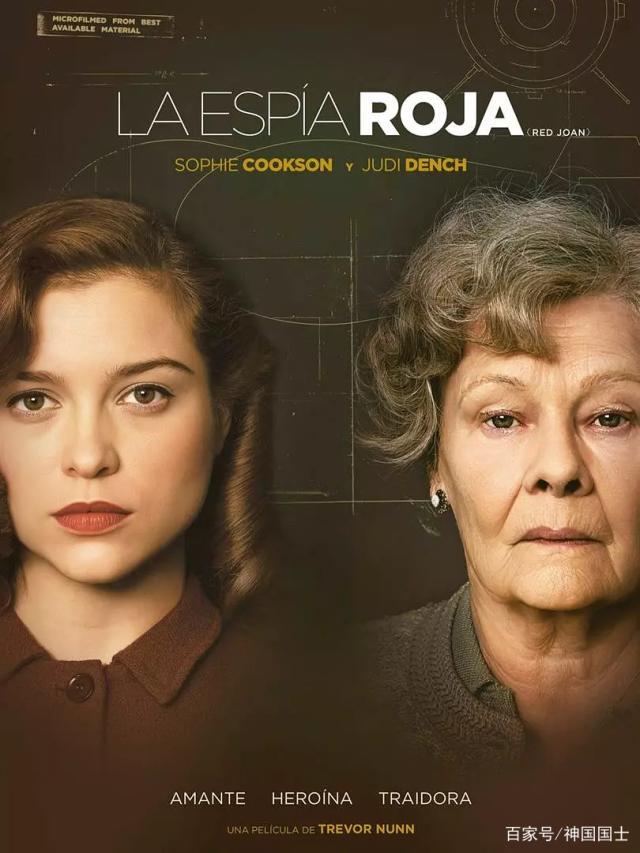 MICROFILMED FROM BEST
AVAILABLE MATERIAL
LA ESPÍA ROJA (RED JOAN)
SOPHIE COOKSON Y JUDI DENCH
AMANTE HEROÍNA TRAIDORA
UNA PELÍCULA DE TREVOR NUNN
百家号/神国国士